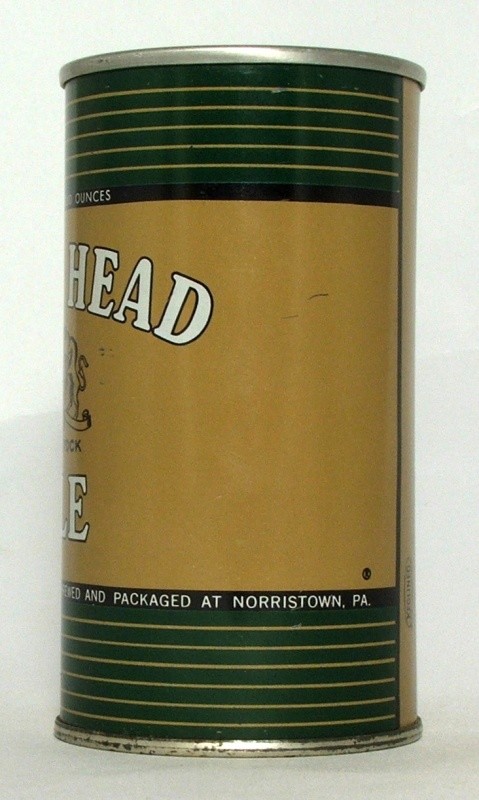 OUNCES
HEAD
OCK
LE
EWED AND PACKAGED AT NORRISTOWN, PA.